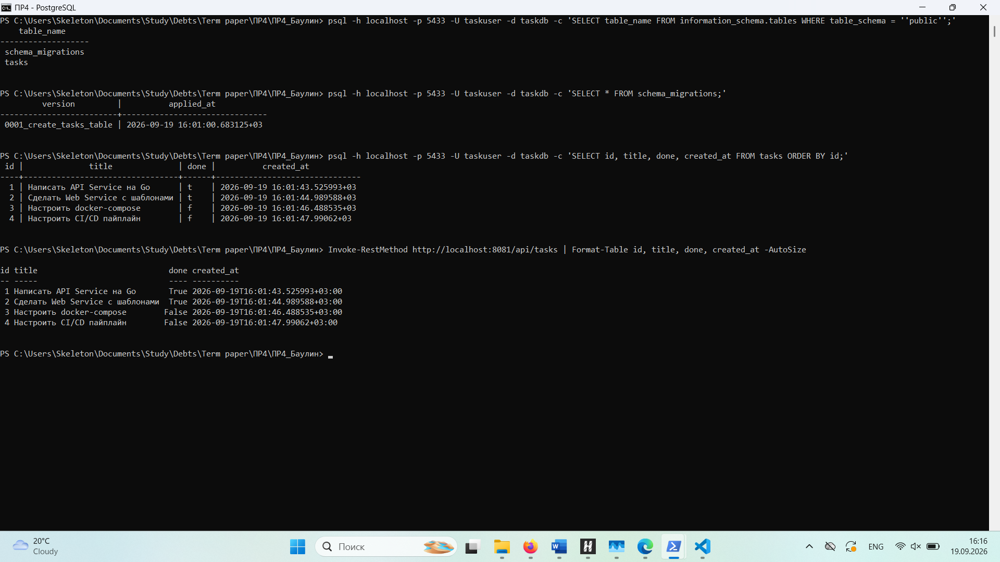 ПР4 - PostgreSQL
PS C:\Users\Skeleton\Documents\Study\Debts\Term paper\ПР4\ПР4_Баулин> psql -h localhost -p 5433 -U taskuser -d taskdb -c 'SELECT table_name FROM information_schema.tables WHERE table_schema = ''public'';'
    table_name
-------------------
 schema_migrations
 tasks
PS C:\Users\Skeleton\Documents\Study\Debts\Term paper\ПР4\ПР4_Баулин> psql -h localhost -p 5433 -U taskuser -d taskdb -c 'SELECT * FROM schema_migrations;'
         version         |          applied_at
-------------------------+-------------------------------
 0001_create_tasks_table | 2026-09-19 16:01:00.683125+03
PS C:\Users\Skeleton\Documents\Study\Debts\Term paper\ПР4\ПР4_Баулин> psql -h localhost -p 5433 -U taskuser -d taskdb -c 'SELECT id, title, done, created_at FROM tasks ORDER BY id;'
 id |              title              | done |          created_at
----+---------------------------------+------+-------------------------------
  1 | Написать API Service на Go      | t    | 2026-09-19 16:01:43.525993+03
  2 | Сделать Web Service с шаблонами | t    | 2026-09-19 16:01:44.989588+03
  3 | Настроить docker-compose        | f    | 2026-09-19 16:01:46.488535+03
  4 | Настроить CI/CD пайплайн        | f    | 2026-09-19 16:01:47.99062+03
PS C:\Users\Skeleton\Documents\Study\Debts\Term paper\ПР4\ПР4_Баулин> Invoke-RestMethod http://localhost:8081/api/tasks | Format-Table id, title, done, created_at -AutoSize
id title                            done created_at
-- -----                            ---- ----------
 1 Написать API Service на Go       True 2026-09-19T16:01:43.525993+03:00
 2 Сделать Web Service с шаблонами  True 2026-09-19T16:01:44.989588+03:00
 3 Настроить docker-compose        False 2026-09-19T16:01:46.488535+03:00
 4 Настроить CI/CD пайплайн        False 2026-09-19T16:01:47.99062+03:00
PS C:\Users\Skeleton\Documents\Study\Debts\Term paper\ПР4\ПР4_Баулин>
20°C
Cloudy
Поиск
ENG
16:16
19.09.2026